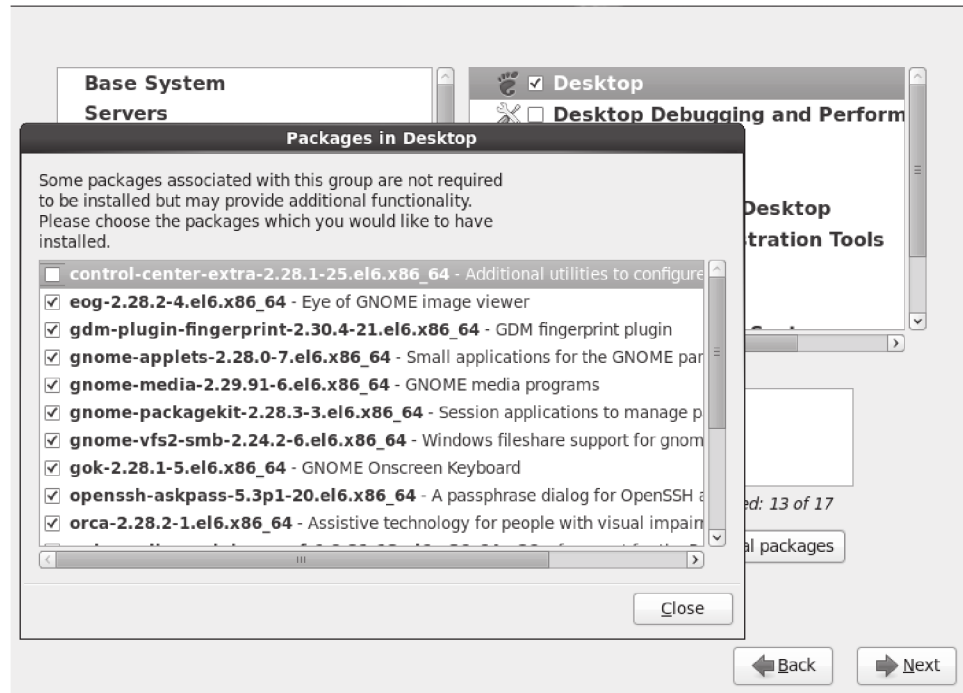 Base System
Servers
Desktop
Desktop Debugging and Perform
Desktop
tration Tools
Packages in Desktop
Some packages associated with this group are not required
to be installed but may provide additional functionality.
Please choose the packages which you would like to have
installed.
control-center-extra-2.28.1-25.el6.x86_64 - Additional utilities to configure
eog-2.28.2-4.el6.x86_64 - Eye of GNOME image viewer
gdm-plugin-fingerprint-2.30.4-21.el6.x86_64 - GDM fingerprint plugin
gnome-applets-2.28.0-7.el6.x86_64 - Small applications for the GNOME pan
gnome-media-2.29.91-6.el6.x86_64 - GNOME media programs
gnome-packagekit-2.28.3-3.el6.x86_64 - Session applications to manage p
gnome-vfs2-smb-2.24.2-6.el6.x86_64 - Windows fileshare support for gnom
gok-2.28.1-5.el6.x86_64 - GNOME Onscreen Keyboard
openssh-askpass-5.3p1-20.el6.x86_64 - A passphrase dialog for OpenSSH a
orca-2.28.2-1.el6.x86_64 - Assistive technology for people with visual impairm
ed: 13 of 17
al packages
Close
Back
Next